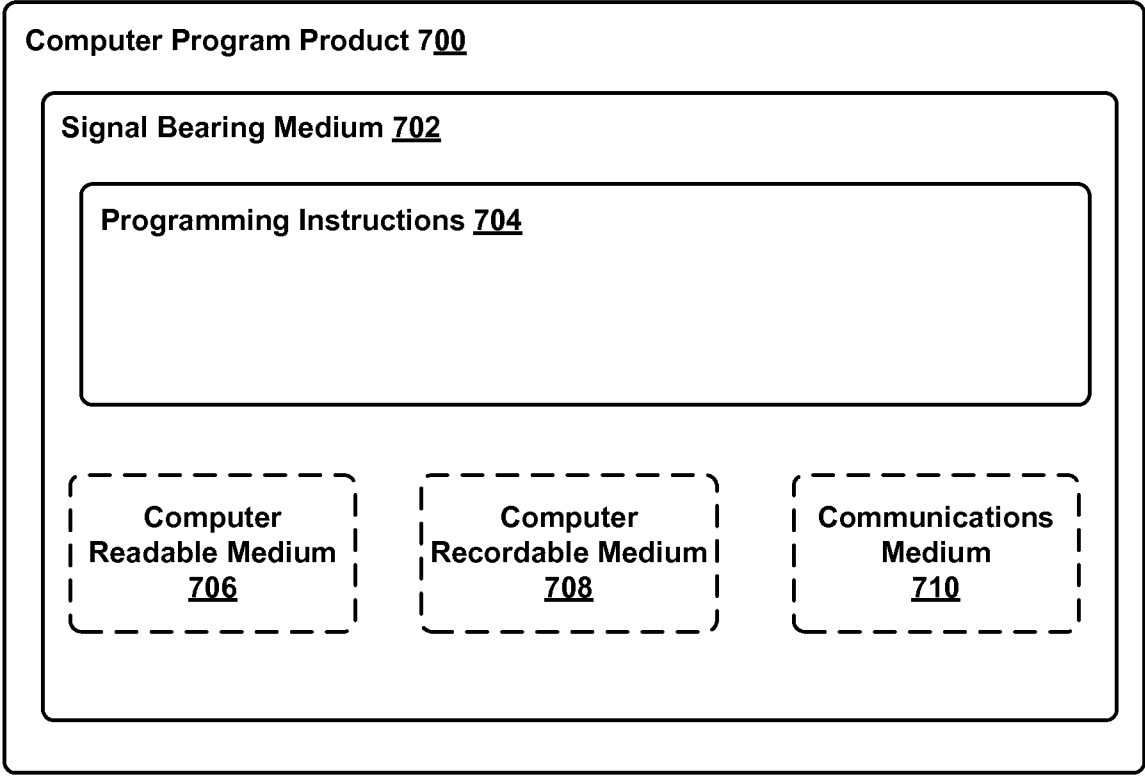 Computer Program Product 700
Signal Bearing Medium 702
Programming Instructions 704
Computer
Readable Medium
706
Computer
Recordable Medium
708
Communications
Medium
710